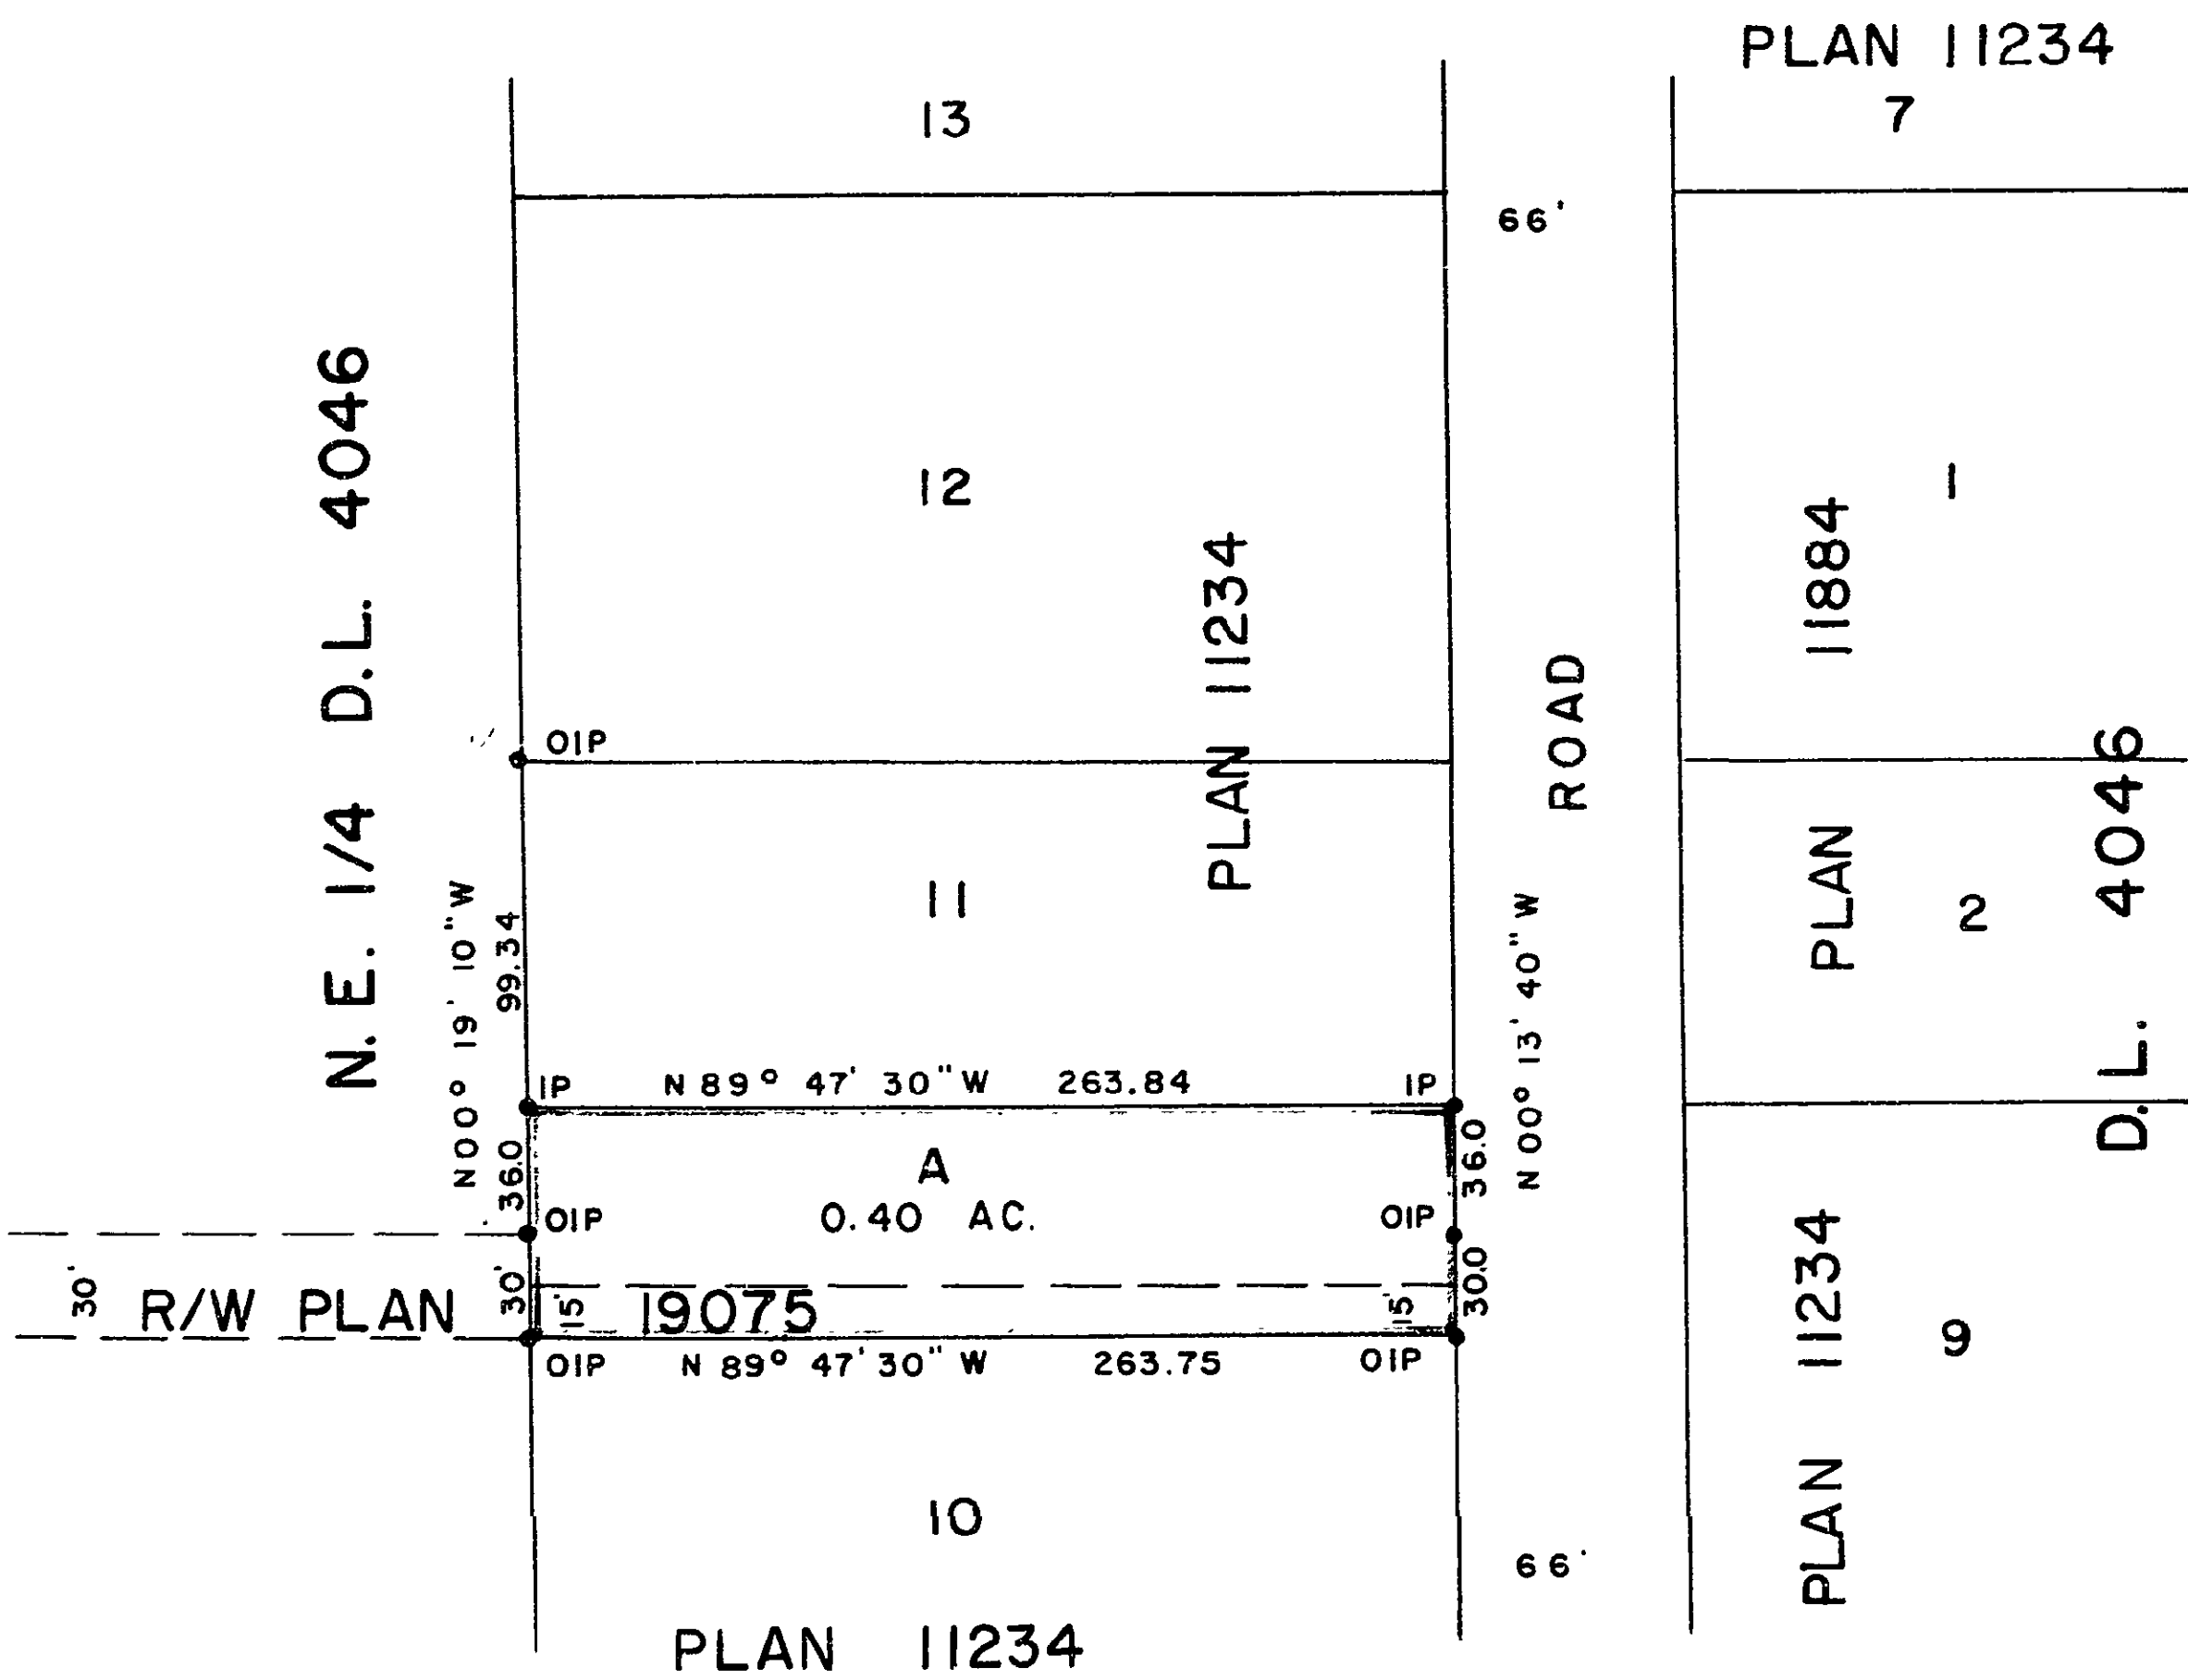 PLAN 11234
7
13
66'
N.E. 1/4 D.L. 4046
12
PLAN 11234
ROAD
PLAN 11884
1
D.L. 4046
OIP
11
2
N00° 19' 10" W
99.34
N 00° 13' 40" W
IP
N 89° 47' 30" W 263.84
IP
36.0
A
0.40 AC.
36.0
OIP
OIP
30'
R/W PLAN 19075
30'
15'
15'
30.0
OIP
N 89° 47' 30" W 263.75
OIP
PLAN 11234
9
10
66'
PLAN 11234